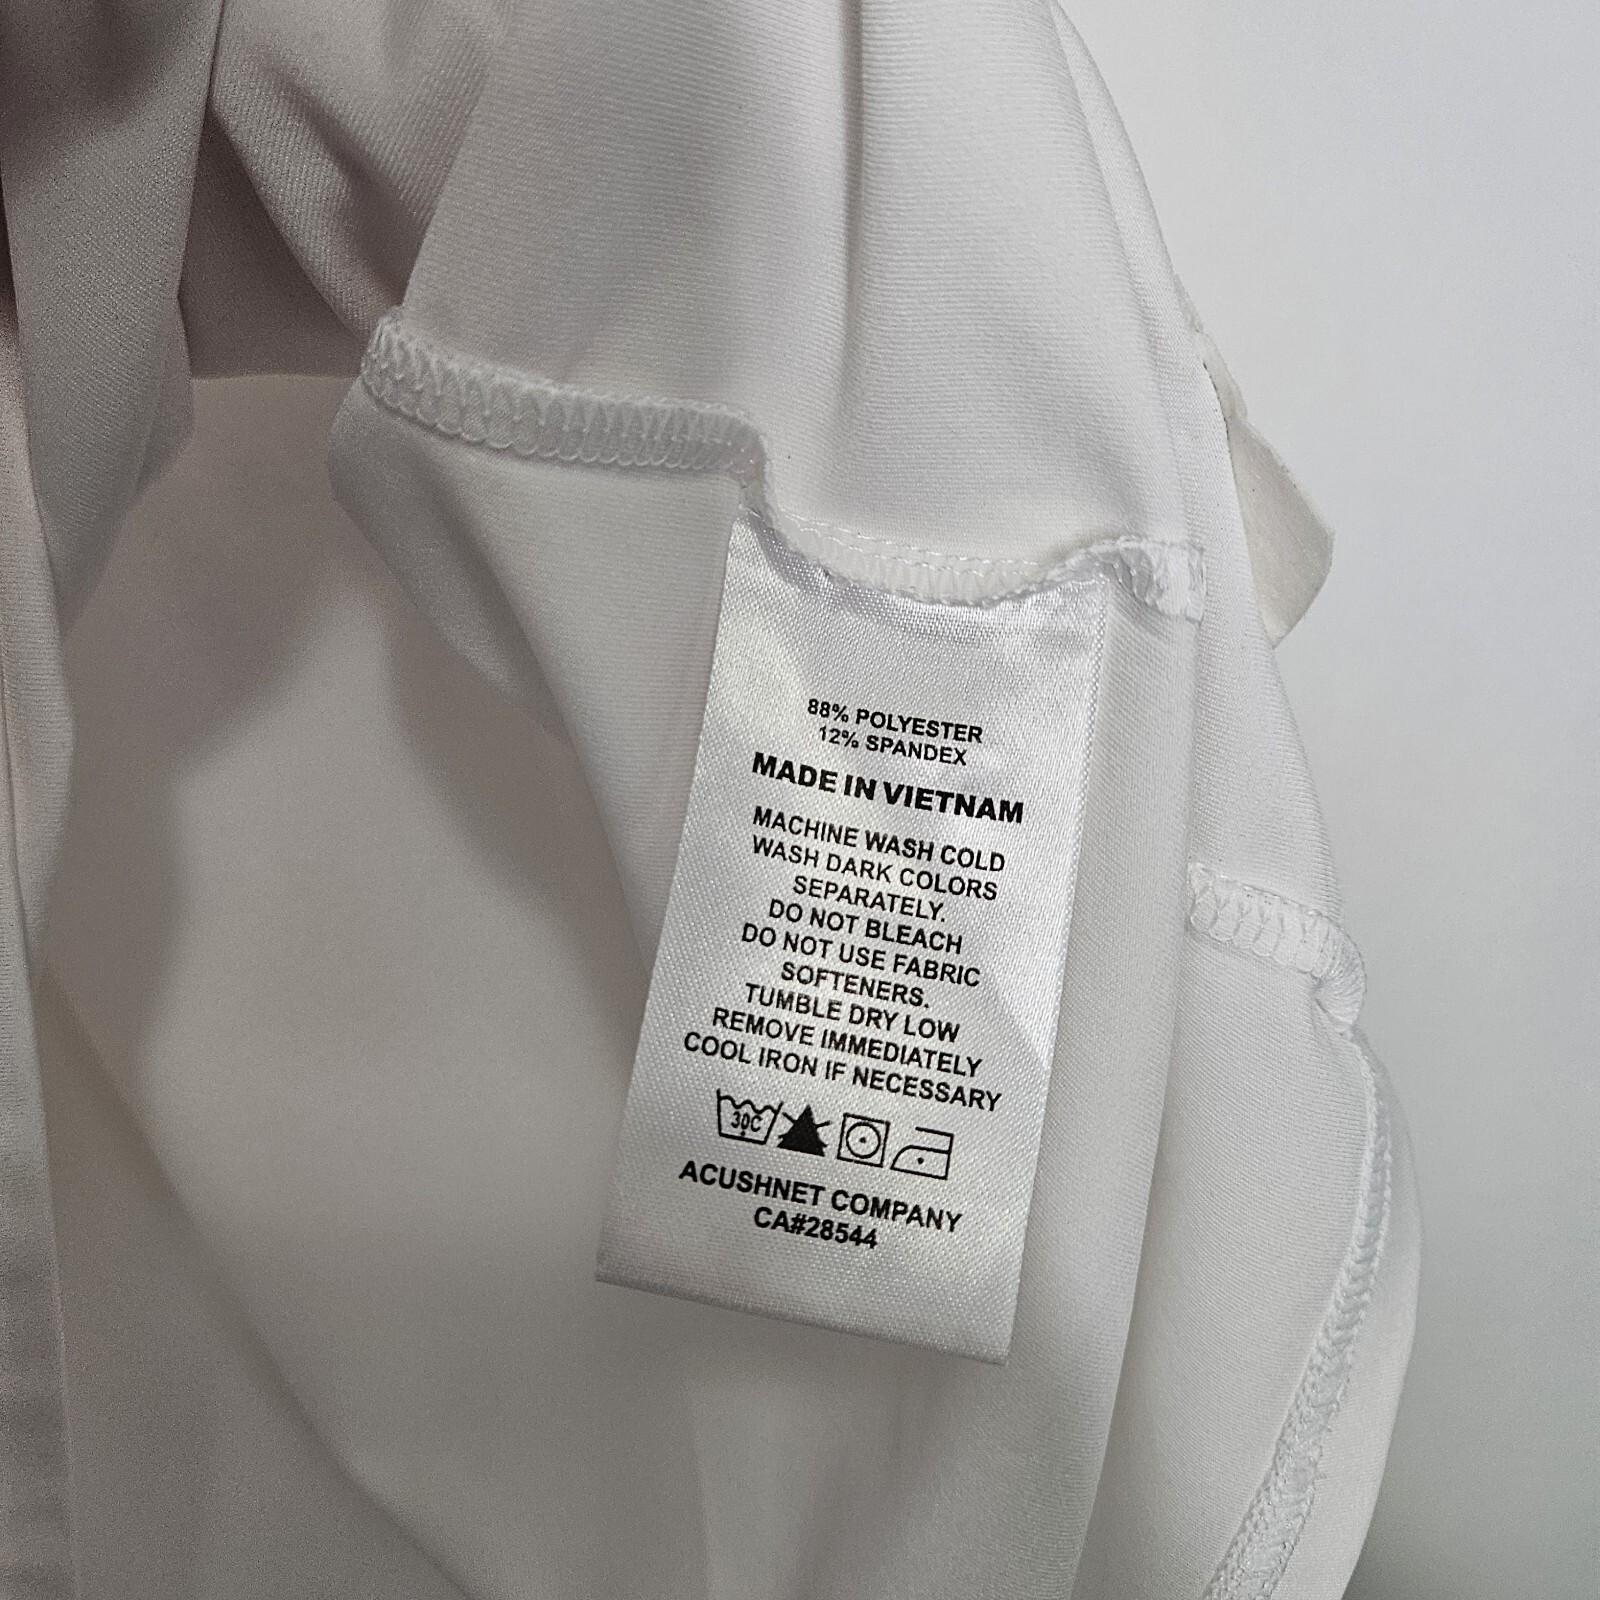 88% POLYESTER
12% SPANDEX
MADE IN VIETNAM
MACHINE WASH COLD
WASH DARK COLORS
SEPARATELY.
DO NOT BLEACH
DO NOT USE FABRIC
SOFTENERS.
TUMBLE DRY LOW
REMOVE IMMEDIATELY
COOL IRON IF NECESSARY
30C
ACUSHNET COMPANY
CA#28544